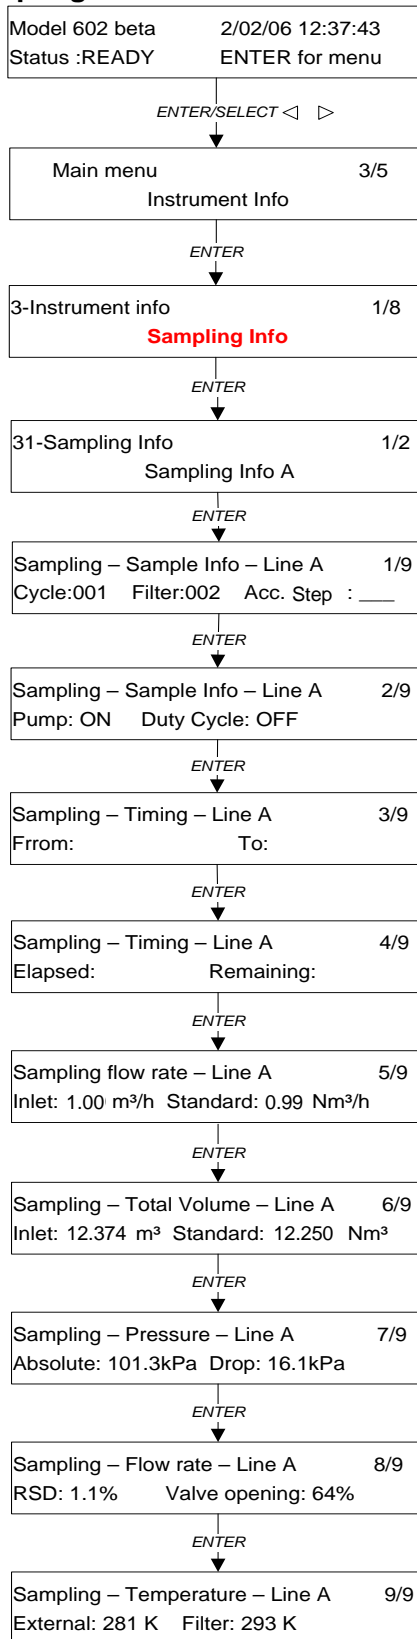 Model 602 beta 2/02/06 12:37:43
Status :READY ENTER for menu
ENTER/SELECT ◁ ▷
Main menu 3/5
Instrument Info
ENTER
3-Instrument info 1/8
Sampling Info
ENTER
31-Sampling Info 1/2
Sampling Info A
ENTER
Sampling – Sample Info – Line A 1/9
Cycle:001 Filter:002 Acc. Step : ___
ENTER
Sampling – Sample Info – Line A 2/9
Pump: ON Duty Cycle: OFF
ENTER
Sampling – Timing – Line A 3/9
Frrom: To:
ENTER
Sampling – Timing – Line A 4/9
Elapsed: Remaining:
ENTER
Sampling flow rate – Line A 5/9
Inlet: 1.00 m³/h Standard: 0.99 Nm³/h
ENTER
Sampling – Total Volume – Line A 6/9
Inlet: 12.374 m³ Standard: 12.250 Nm³
ENTER
Sampling – Pressure – Line A 7/9
Absolute: 101.3kPa Drop: 16.1kPa
ENTER
Sampling – Flow rate – Line A 8/9
RSD: 1.1% Valve opening: 64%
ENTER
Sampling – Temperature – Line A 9/9
External: 281 K Filter: 293 K